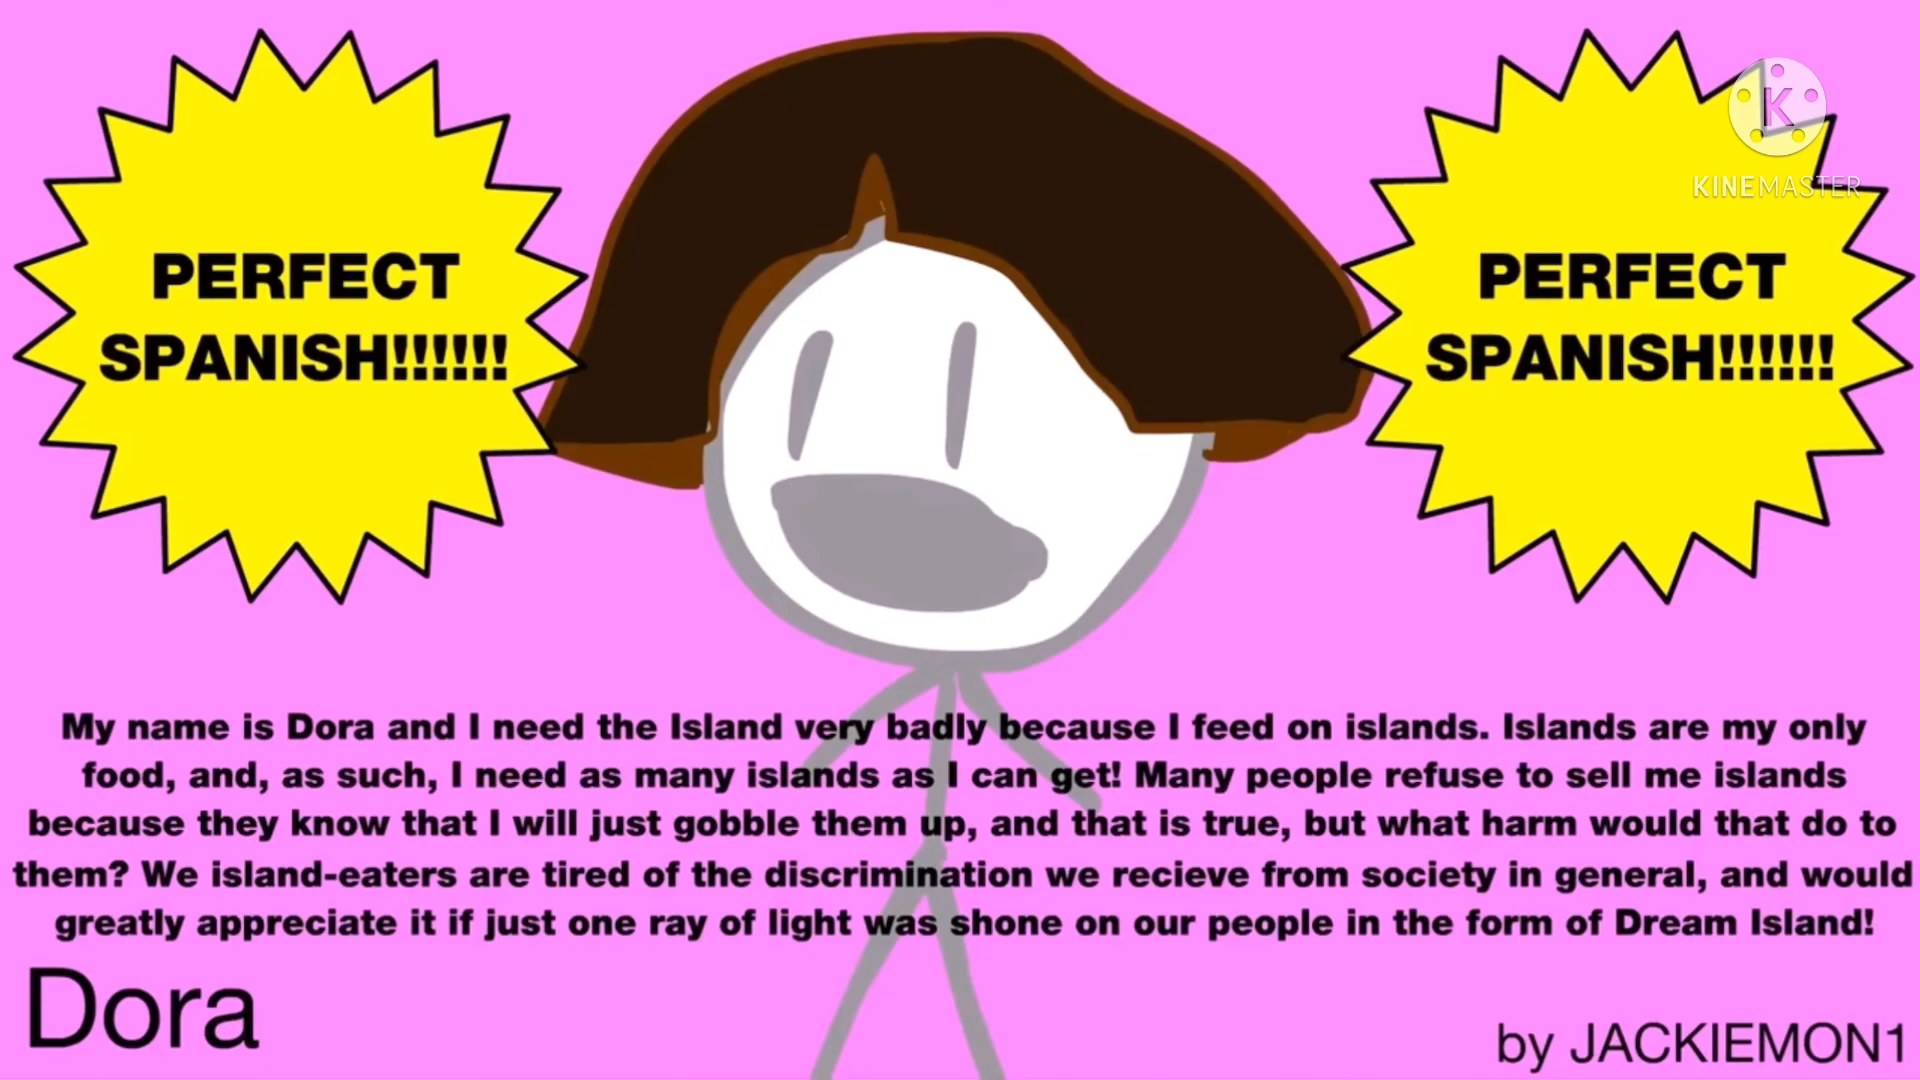 PERFECT
SPANISH!!!!!!
PERFECT
SPANISH!!!!!!
K
KINEMASTER
My name is Dora and I need the Island very badly because I feed on islands. Islands are my only
food, and, as such, I need as many islands as I can get! Many people refuse to sell me islands
because they know that I will just gobble them up, and that is true, but what harm would that do to
them? We island-eaters are tired of the discrimination we recieve from society in general, and would
greatly appreciate it if just one ray of light was shone on our people in the form of Dream Island!
Dora
by JACKIEMON1